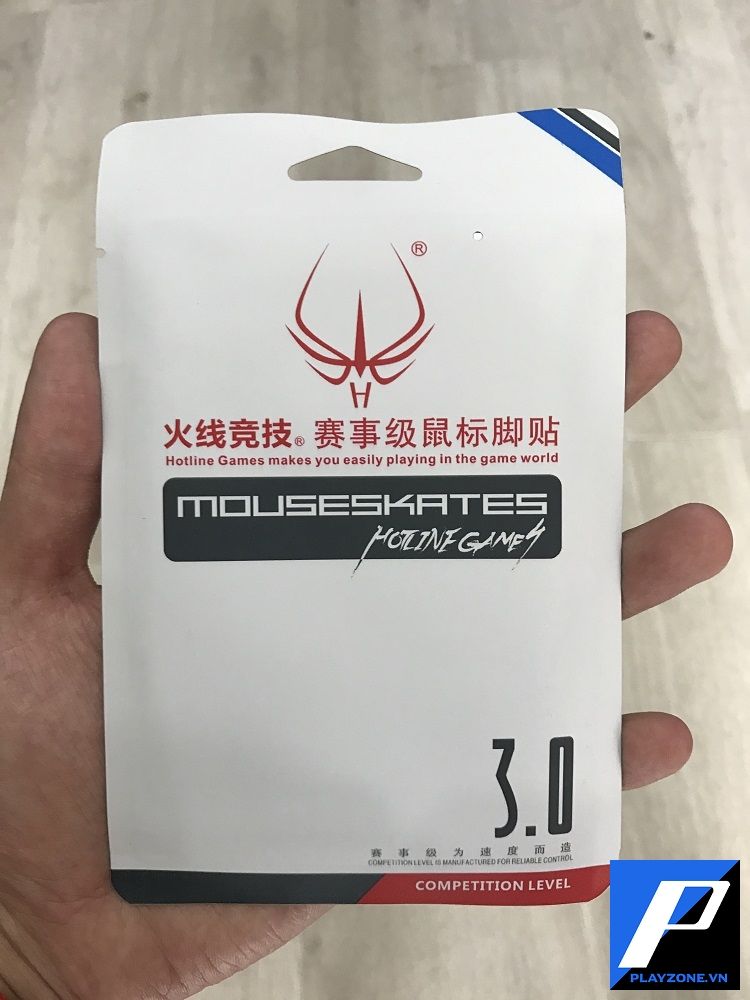 ®
H
火线竞技® 赛事级鼠标脚贴
Hotline Games makes you easily playing in the game world
MOUSESKATES
HOTLINE GAMES
3.0
赛事级为速度而造
COMPETITION LEVEL IS MANUFACTURED FOR RELIABLE CONTROL
COMPETITION LEVEL
P
PLAYZONE.VN